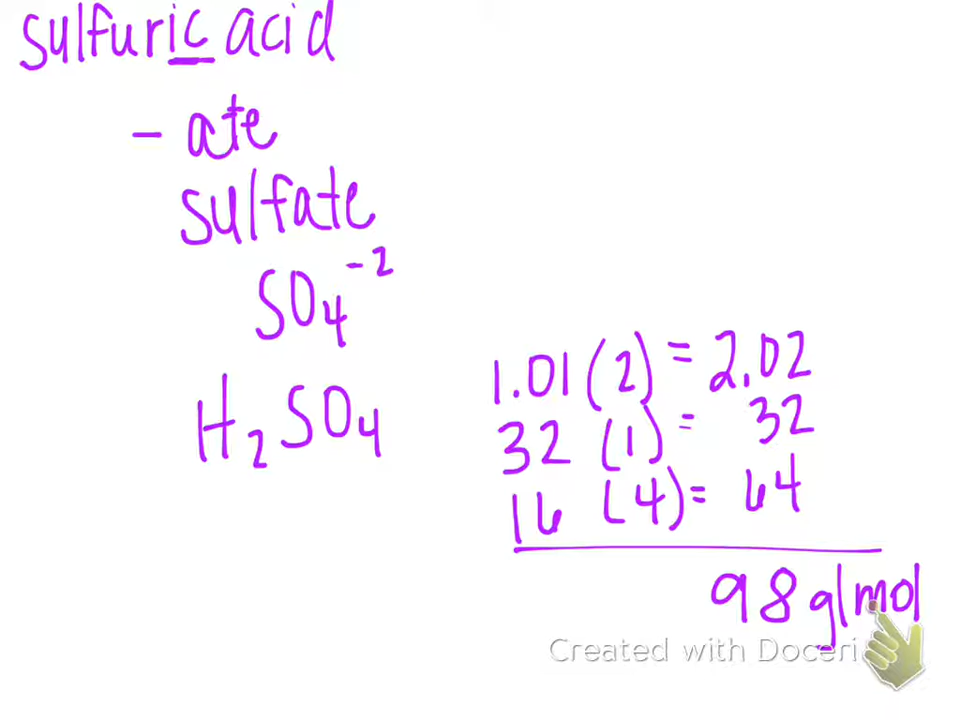 sulfuric acid
- ate
sulfate
SO₄⁻²
H₂SO₄
1.01 (2) = 2.02
32 (1) = 32
16 (4) = 64
98 g/mol
Created with Doceri